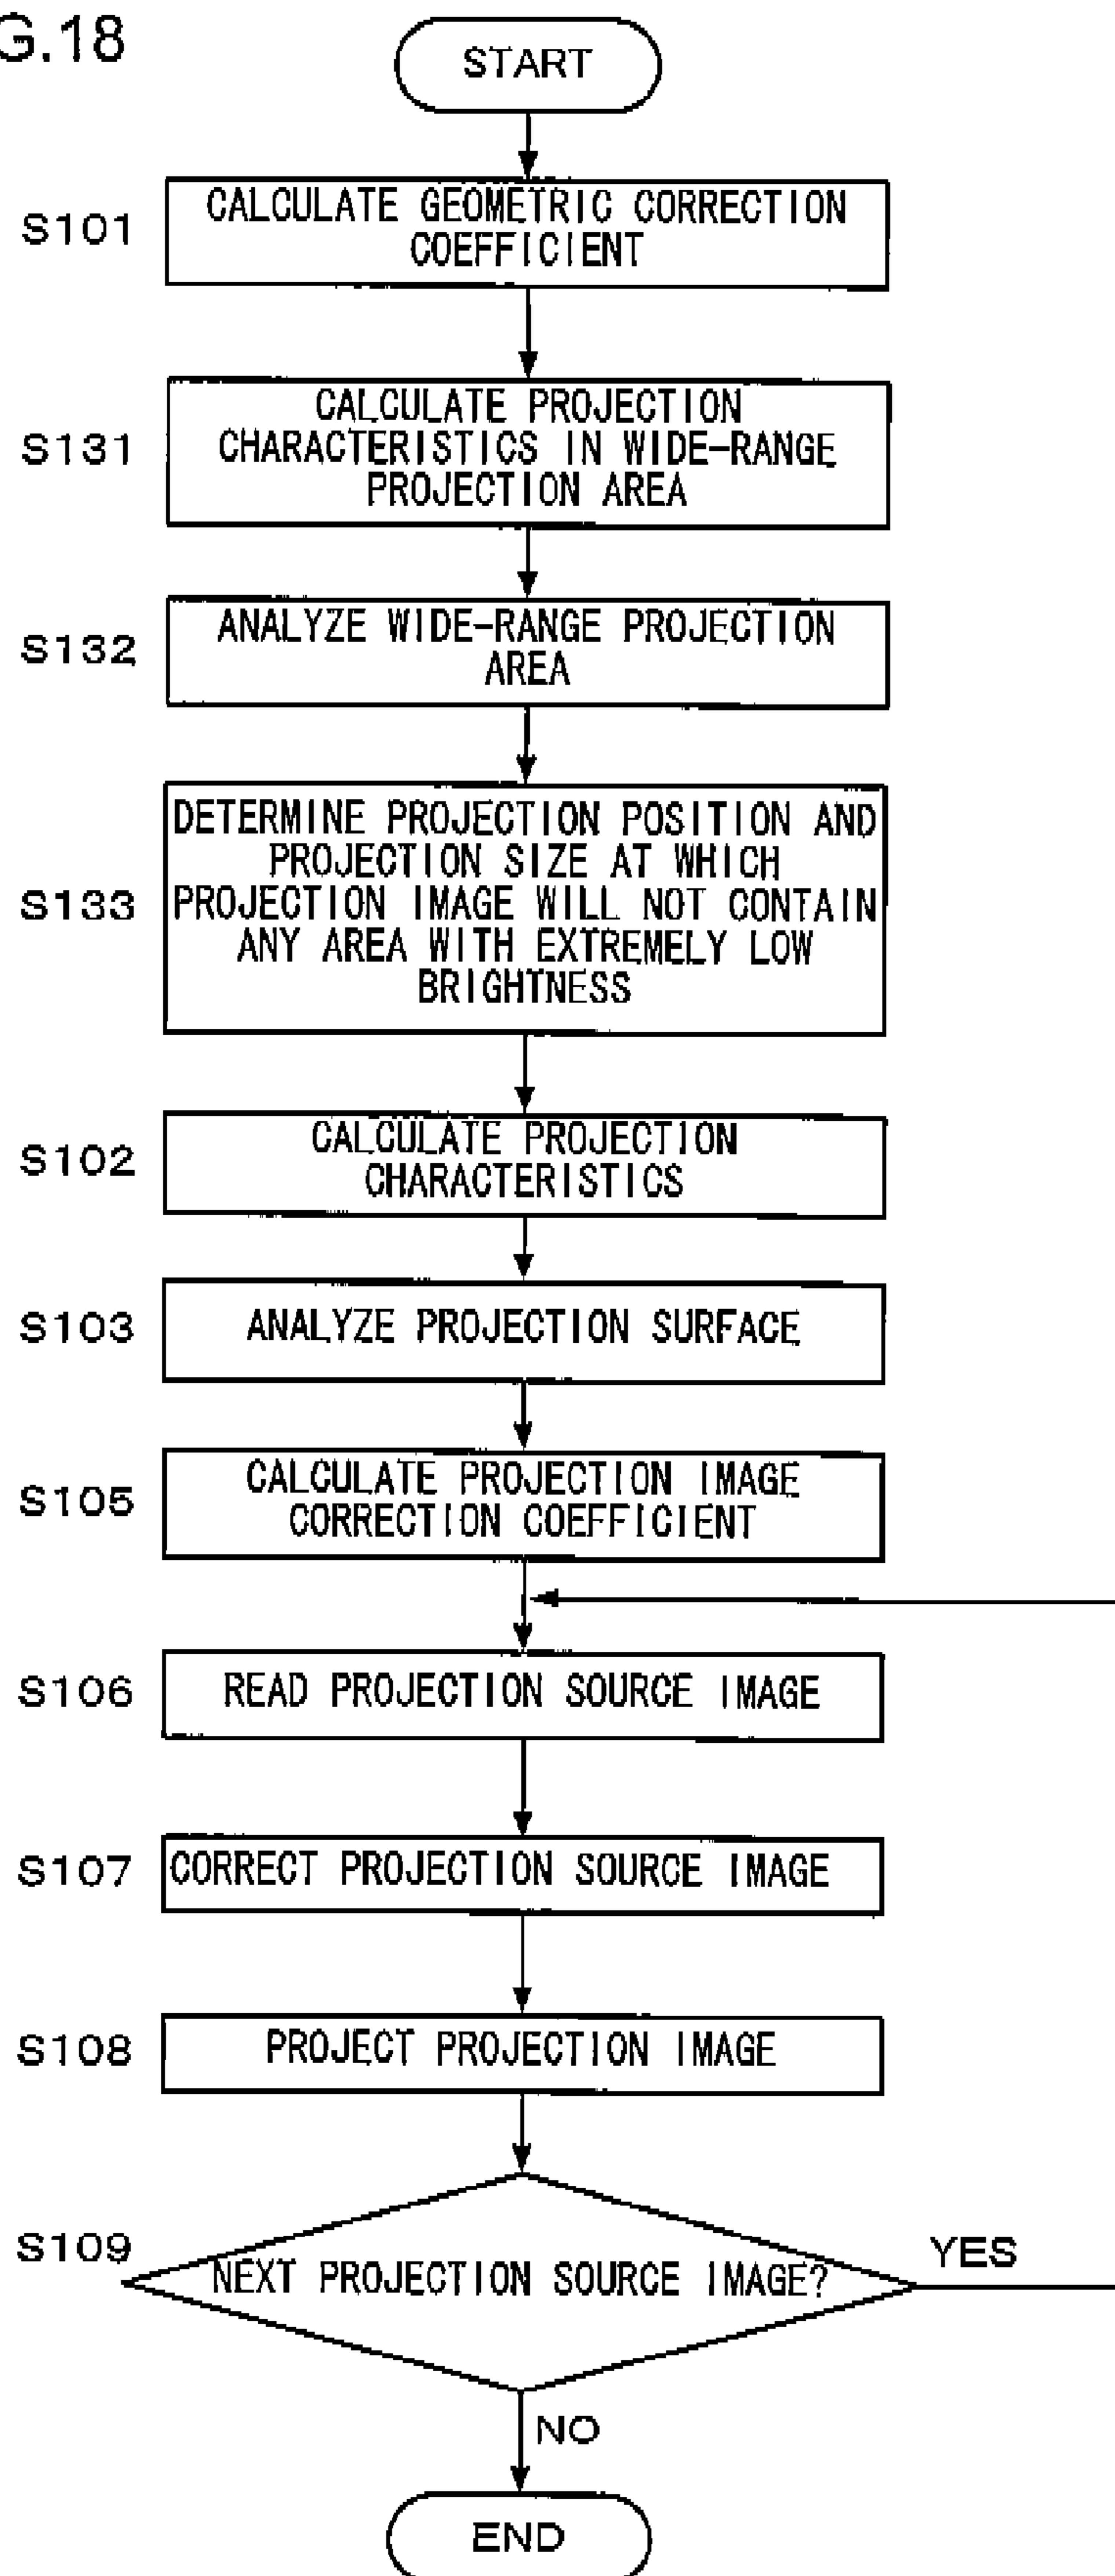 G.18
START
S101
CALCULATE GEOMETRIC CORRECTION
COEFFICIENT
S131
CALCULATE PROJECTION
CHARACTERISTICS IN WIDE-RANGE
PROJECTION AREA
S132
ANALYZE WIDE-RANGE PROJECTION
AREA
S133
DETERMINE PROJECTION POSITION AND
PROJECTION SIZE AT WHICH
PROJECTION IMAGE WILL NOT CONTAIN
ANY AREA WITH EXTREMELY LOW
BRIGHTNESS
S102
CALCULATE PROJECTION
CHARACTERISTICS
S103
ANALYZE PROJECTION SURFACE
S105
CALCULATE PROJECTION IMAGE
CORRECTION COEFFICIENT
S106
READ PROJECTION SOURCE IMAGE
S107
CORRECT PROJECTION SOURCE IMAGE
S108
PROJECT PROJECTION IMAGE
S109
NEXT PROJECTION SOURCE IMAGE?
YES
NO
END